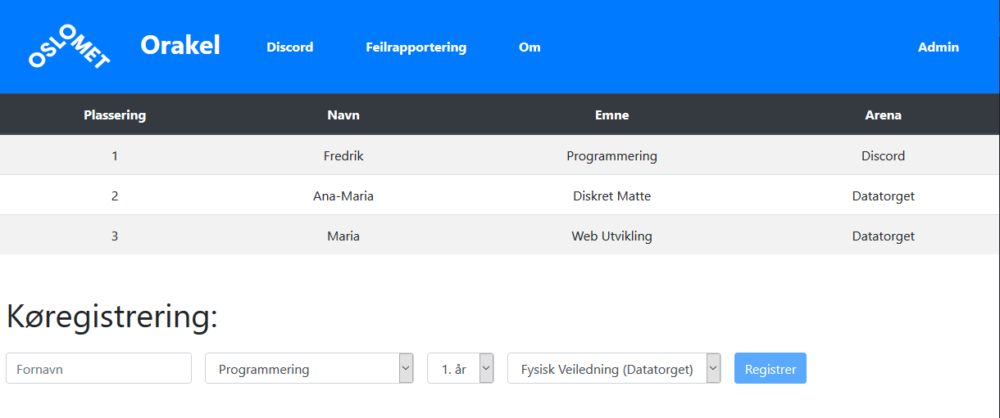 OSLOMET Orakel Discord Feilrapportering Om Admin
Plassering Navn Emne Arena
1 Fredrik Programmering Discord
2 Ana-Maria Diskret Matte Datatorget
3 Maria Web Utvikling Datatorget
Køregistrering:
Fornavn Programmering 1. år Fysisk Veiledning (Datatorget) Registrer